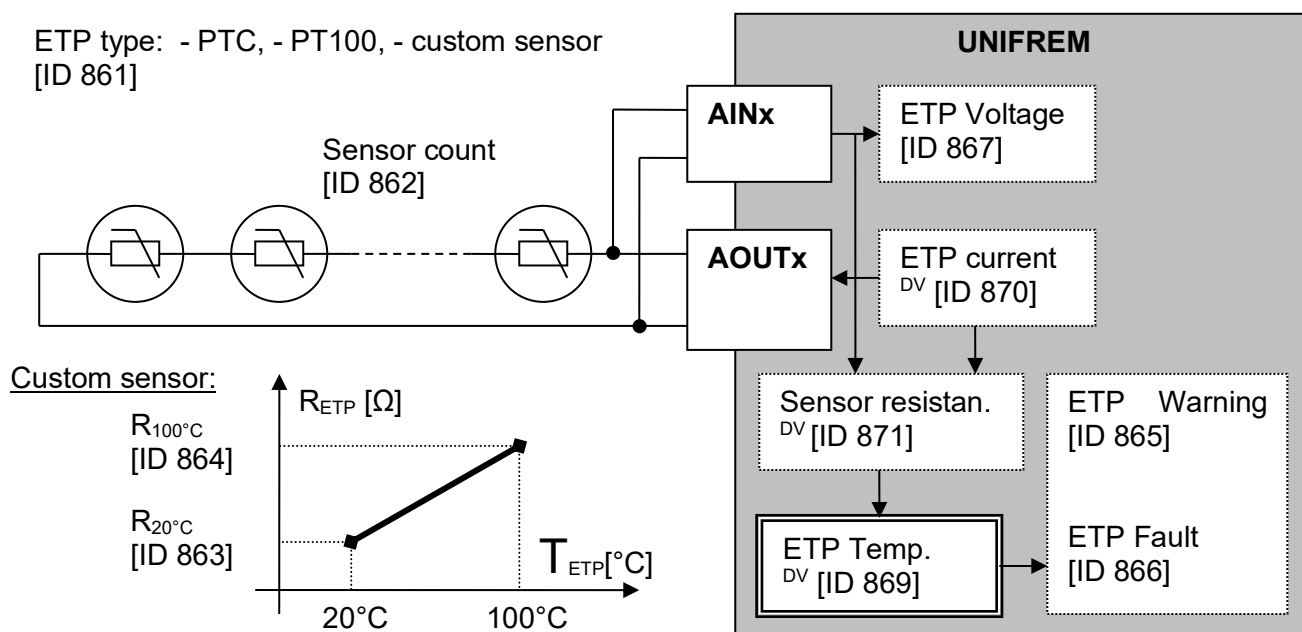 ETP type: - PTC, - PT100, - custom sensor
[ID 861]
UNIFREM
AINx
ETP Voltage
[ID 867]
Sensor count
[ID 862]
AOUTx
ETP current
DV [ID 870]
Custom sensor:
RETP [Ω]
R100°C
[ID 864]
R20°C
[ID 863]
TETP[°C]
20°C
100°C
Sensor resistan.
DV [ID 871]
ETP Warning
[ID 865]
ETP Temp.
DV [ID 869]
ETP Fault
[ID 866]